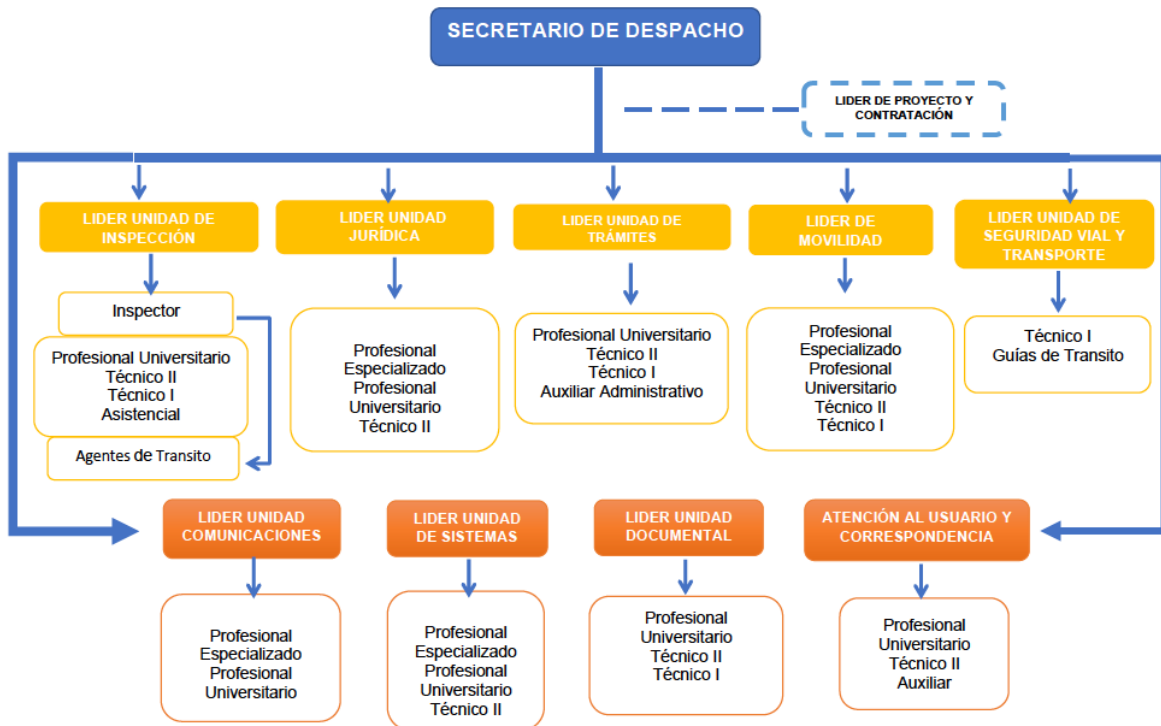 SECRETARIO DE DESPACHO
LIDER DE PROYECTO Y
CONTRATACIÓN
LIDER UNIDAD DE
INSPECCIÓN
LIDER UNIDAD
JURÍDICA
LIDER UNIDAD DE
TRÁMITES
LIDER DE
MOVILIDAD
LIDER UNIDAD DE
SEGURIDAD VIAL Y
TRANSPORTE
Inspector
Profesional Universitario
Técnico II
Técnico I
Asistencial
Agentes de Transito
Profesional
Especializado
Profesional
Universitario
Técnico II
Profesional Universitario
Técnico II
Técnico I
Auxiliar Administrativo
Profesional
Especializado
Profesional
Universitario
Técnico II
Técnico I
Técnico I
Guías de Transito
LIDER UNIDAD
COMUNICACIONES
LIDER UNIDAD
DE SISTEMAS
LIDER UNIDAD
DOCUMENTAL
ATENCIÓN AL USUARIO Y
CORRESPONDENCIA
Profesional
Especializado
Profesional
Universitario
Profesional
Especializado
Profesional
Universitario
Técnico II
Profesional
Universitario
Técnico II
Técnico I
Profesional
Universitario
Técnico II
Auxiliar